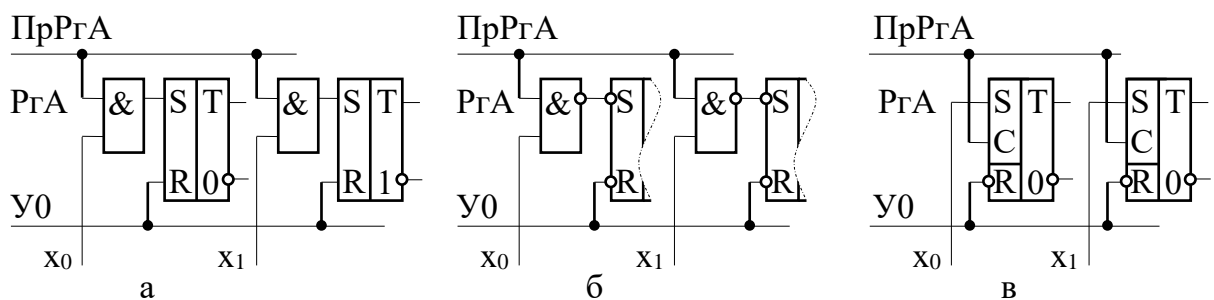 ПрРгА ПрРгА ПрРгА
РгА & S T & S T РгА & S & S РгА S T S T
C C
R 0 R 1 R R R 0 R 0
У0 У0 У0
x0 x1 x0 x1 x0 x1
а б в